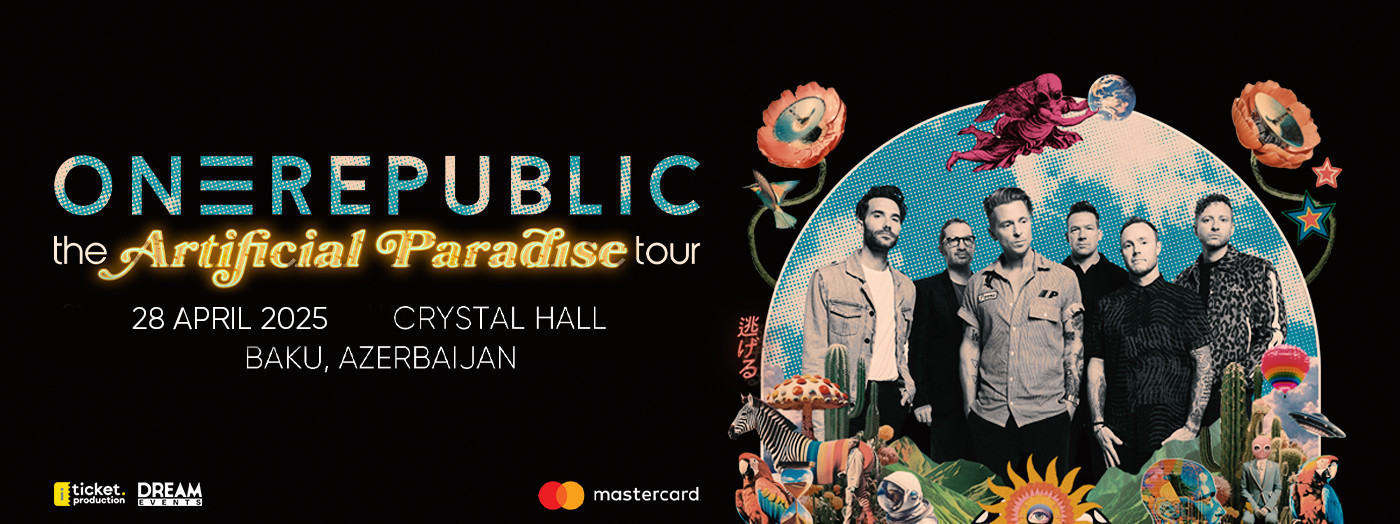 ONEREPUBLIC
the Artificial Paradise tour
28 APRIL 2025 CRYSTAL HALL
BAKU, AZERBAIJAN
iticket.
production
DREAM
EVENTS
mastercard
逃げる